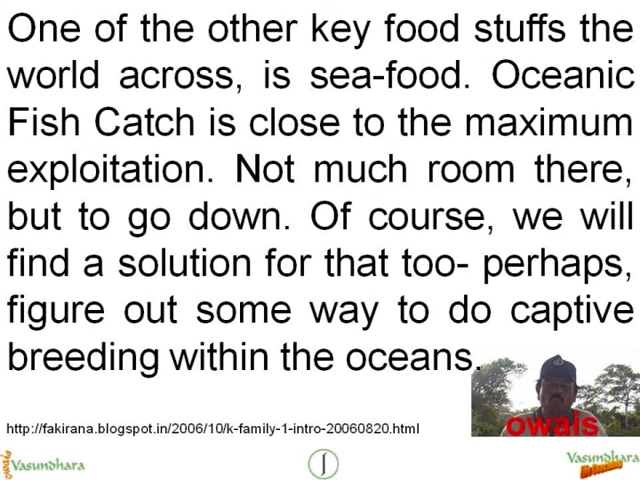 One of the other key food stuffs the
world across, is sea-food. Oceanic
Fish Catch is close to the maximum
exploitation. Not much room there,
but to go down. Of course, we will
find a solution for that too- perhaps,
figure out some way to do captive
breeding within the oceans.
owais
http://fakirana.blogspot.in/2006/10/k-family-1-intro-20060820.html
owais
Vasundhara
Vasundhara